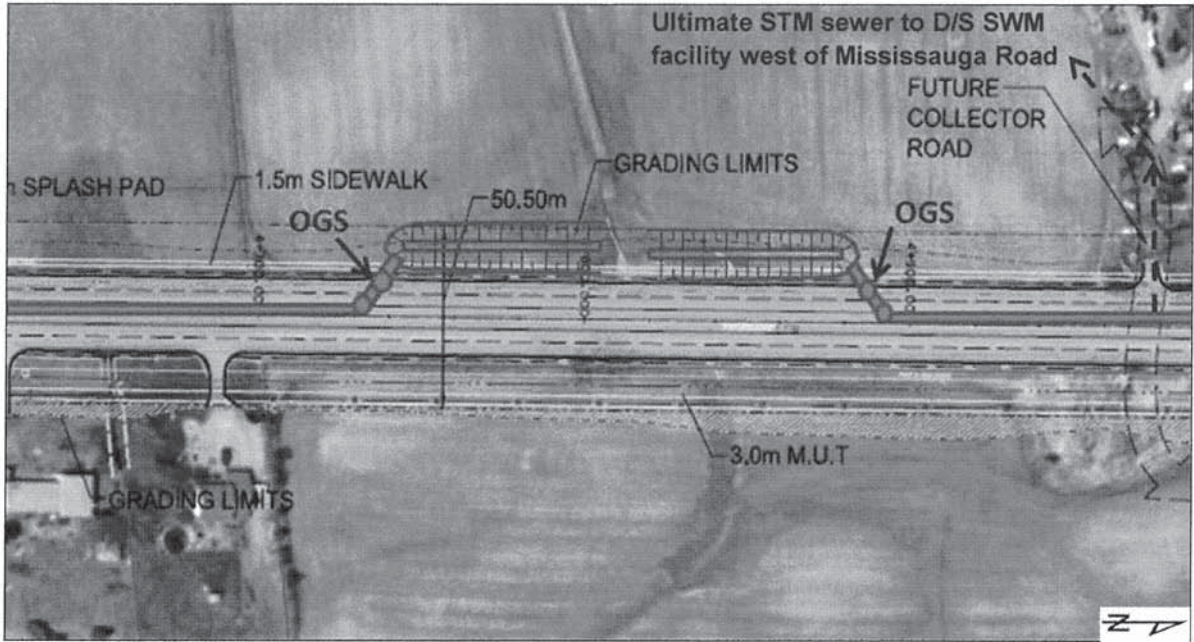 Ultimate STM sewer to D/S SWM
facility west of Mississauga Road
FUTURE
COLLECTOR
ROAD
GRADING LIMITS
SPLASH PAD
1.5m SIDEWALK
50.50m
OGS
OGS
3.0m M.U.T
GRADING LIMITS
Z